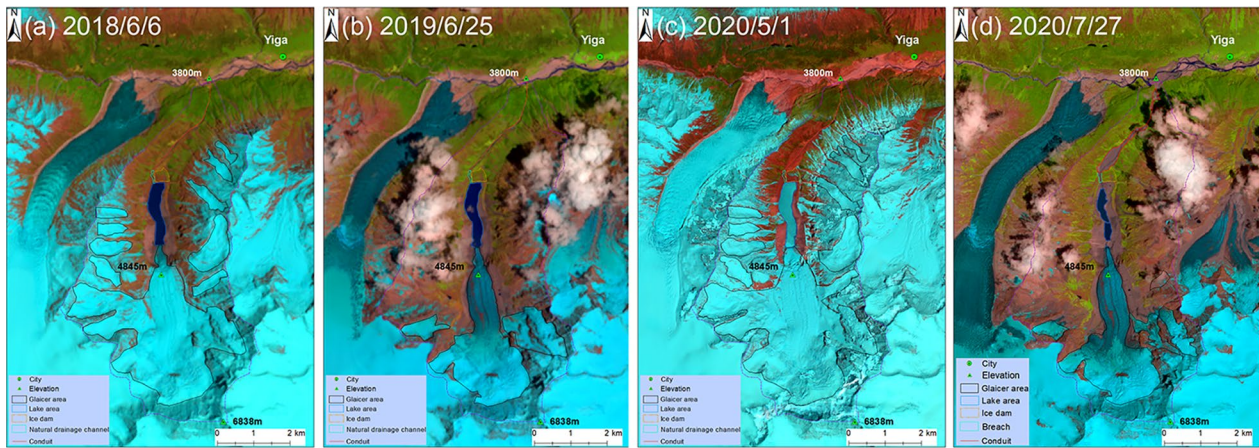 N (a) 2018/6/6
Yiga
3800m
4845m
City
Elevation
Glaicer area
Lake area
Ice dam
Natural drainage channel
Conduit
6838m
0 1 2 km
N (b) 2019/6/25
Yiga
3800m
4845m
City
Elevation
Glaicer area
Lake area
Ice dam
Natural drainage channel
Conduit
6838m
0 1 2 km
N (c) 2020/5/1
Yiga
3800m
4845m
City
Elevation
Glaicer area
Lake area
Ice dam
Natural drainage channel
Conduit
6838m
0 1 2 km
N (d) 2020/7/27
Yiga
3800m
4845m
City
Elevation
Glaicer area
Lake area
Ice dam
Breach
Conduit
6838m
0 1 2 km